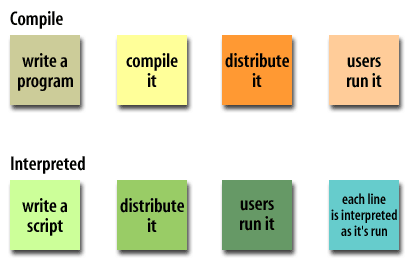 Compile
write a
program
compile
it
distribute
it
users
run it
Interpreted
write a
script
distribute
it
users
run it
each line
is interpreted
as it's run